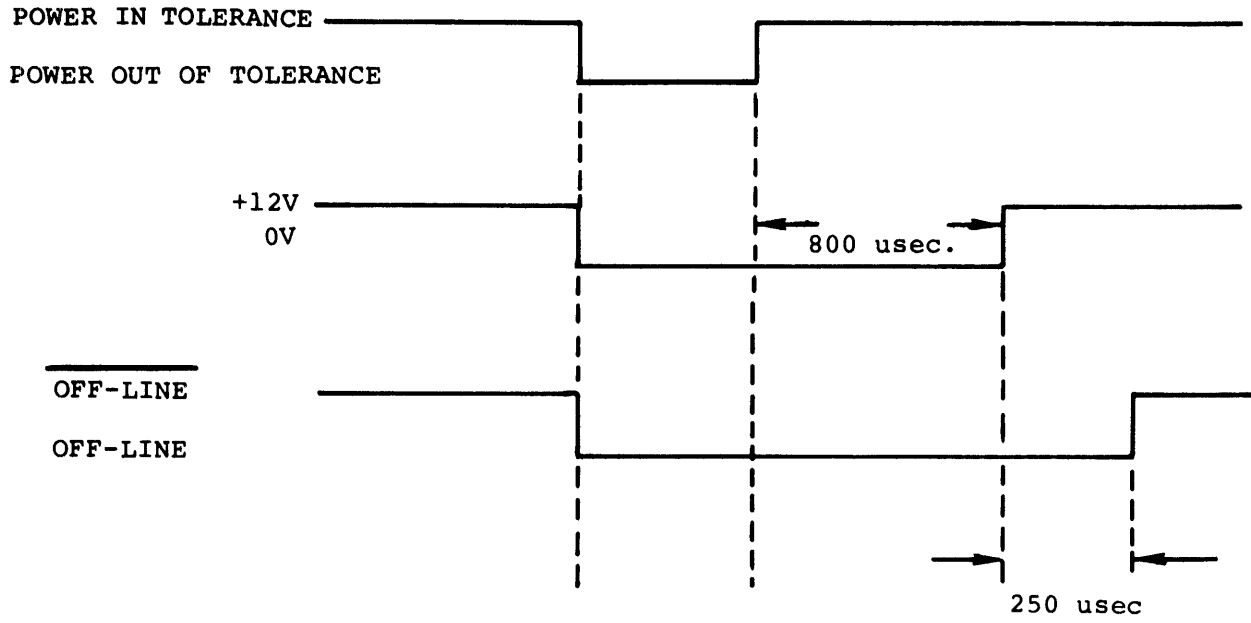 POWER IN TOLERANCE
POWER OUT OF TOLERANCE
+12V
0V
800 usec.
OFF-LINE
OFF-LINE
250 usec